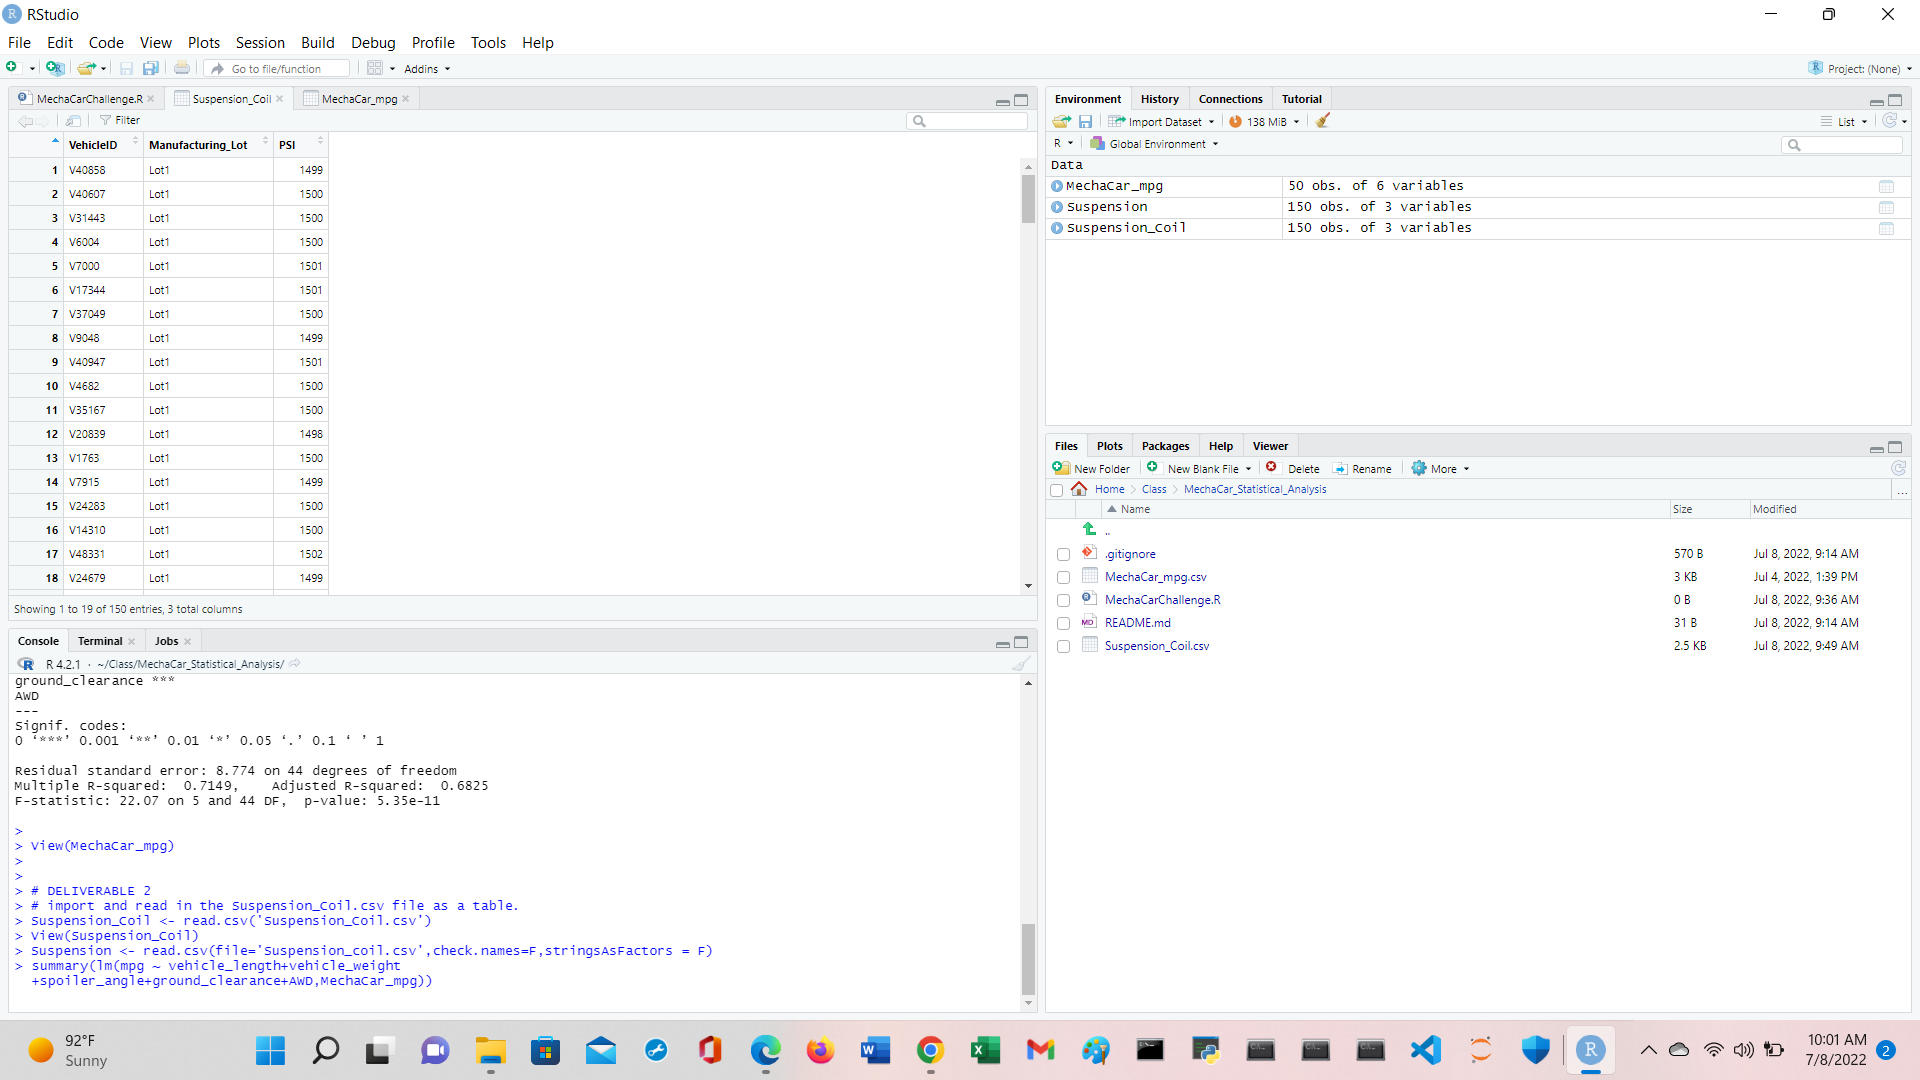 RStudio
File Edit Code View Plots Session Build Debug Profile Tools Help
Go to file/function Addins Project: (None)
MechaCarChallenge.R Suspension_Coil MechaCar_mpg
Filter
VehicleID Manufacturing_Lot PSI
1 V40858 Lot1 1499
2 V40607 Lot1 1500
3 V31443 Lot1 1500
4 V6004 Lot1 1500
5 V7000 Lot1 1501
6 V17344 Lot1 1501
7 V37049 Lot1 1500
8 V9048 Lot1 1499
9 V40947 Lot1 1501
10 V4682 Lot1 1500
11 V35167 Lot1 1500
12 V20839 Lot1 1498
13 V1763 Lot1 1500
14 V7915 Lot1 1499
15 V24283 Lot1 1500
16 V14310 Lot1 1500
17 V48331 Lot1 1502
18 V24679 Lot1 1499
Showing 1 to 19 of 150 entries, 3 total columns
Console Terminal Jobs
R 4.2.1 · ~/Class/MechaCar_Statistical_Analysis/
ground_clearance ***
AWD
---
Signif. codes:
0 ‘***’ 0.001 ‘**’ 0.01 ‘*’ 0.05 ‘.’ 0.1 ‘ ’ 1
Residual standard error: 8.774 on 44 degrees of freedom
Multiple R-squared:  0.7149,    Adjusted R-squared:  0.6825
F-statistic: 22.07 on 5 and 44 DF,  p-value: 5.35e-11
>
> View(MechaCar_mpg)
>
>
> # DELIVERABLE 2
> # import and read in the Suspension_Coil.csv file as a table.
> Suspension_Coil <- read.csv('Suspension_Coil.csv')
> View(Suspension_Coil)
> Suspension <- read.csv(file='Suspension_coil.csv',check.names=F,stringsAsFactors = F)
> summary(lm(mpg ~ vehicle_length+vehicle_weight
+spoiler_angle+ground_clearance+AWD,MechaCar_mpg))
Environment History Connections Tutorial
Import Dataset 138 MiB List
R Global Environment
Data
MechaCar_mpg 50 obs. of 6 variables
Suspension 150 obs. of 3 variables
Suspension_Coil 150 obs. of 3 variables
Files Plots Packages Help Viewer
New Folder New Blank File Delete Rename More
Home Class MechaCar_Statistical_Analysis ...
Name Size Modified
..
.gitignore 570 B Jul 8, 2022, 9:14 AM
MechaCar_mpg.csv 3 KB Jul 4, 2022, 1:39 PM
MechaCarChallenge.R 0 B Jul 8, 2022, 9:36 AM
README.md 31 B Jul 8, 2022, 9:14 AM
Suspension_Coil.csv 2.5 KB Jul 8, 2022, 9:49 AM
92°F
Sunny
10:01 AM
7/8/2022
2